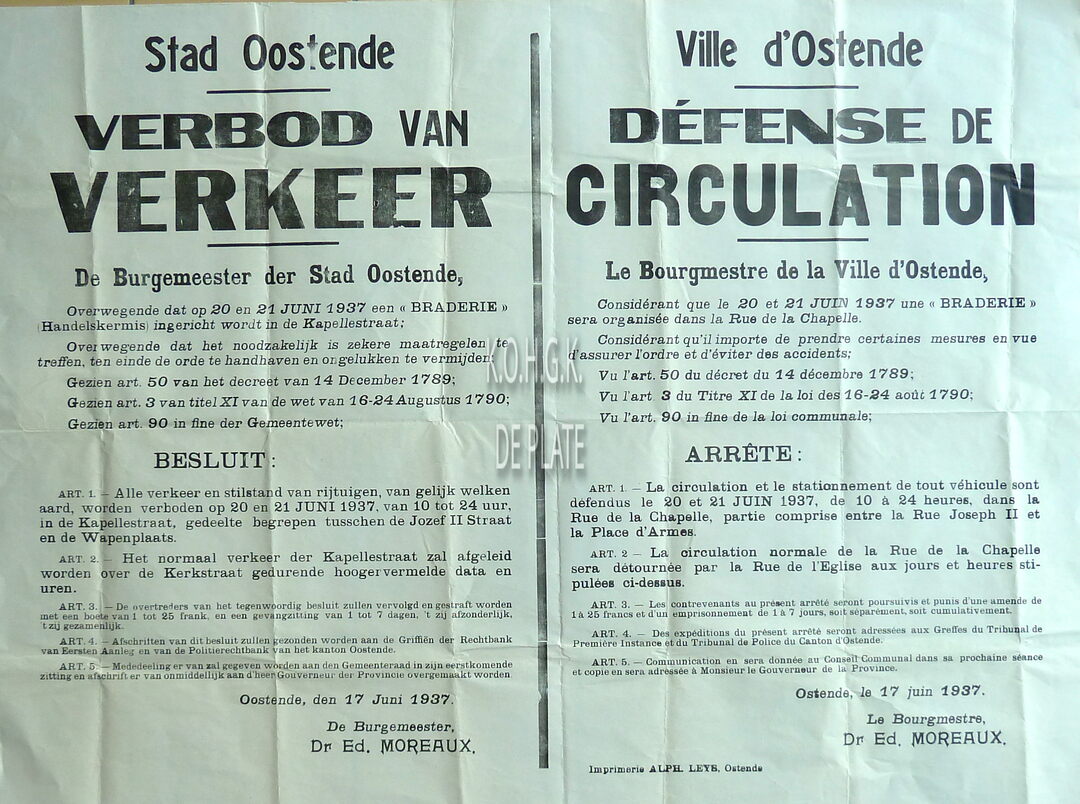 Stad Oostende
VERBOD VAN
VERKEER
De Burgemeester der Stad Oostende,
Overwegende dat op 20 en 21 JUNI 1937 een « BRADERIE »
(Handelskermis) ingericht wordt in de Kapellestraat;
Overwegende dat het noodzakelijk is zekere maatregelen te
treffen, ten einde de orde te handhaven en ongelukken te vermijden;
Gezien art. 50 van het decreet van 14 December 1789;
Gezien art. 3 van titel XI van de wet van 16-24 Augustus 1790;
Gezien art. 90 in fine der Gemeentewet;
BESLUIT:
ART. 1. — Alle verkeer en stilstand van rijtuigen, van gelijk welken
aard, worden verboden op 20 en 21 JUNI 1937, van 10 tot 24 uur,
in de Kapellestraat, gedeelte begrepen tusschen de Jozef II Straat
en de Wapenplaats.
ART. 2. — Het normaal verkeer der Kapellestraat zal afgeleid
worden over de Kerkstraat gedurende hoogervermelde data en
uren.
ART. 3. — De overtreders van het tegenwoordig besluit zullen vervolgd en gestraft worden
met een boete van 1 tot 25 frank, en een gevangzitting van 1 tot 7 dagen, 't zij afzonderlijk,
't zij gezamenlijk.
ART. 4. — Afschriften van dit besluit zullen gezonden worden aan de Griffiën der Rechtbank
van Eersten Aanleg en van de Politierechtbank van het kanton Oostende.
ART. 5. — Mededeeling er van zal gegeven worden aan den Gemeenteraad in zijn eerstkomende
zitting en afschrift er van onmiddellijk aan d'heer Gouverneur der Provincie overgemaakt worden
Oostende, den 17 Juni 1937.
De Burgemeester,
Dr Ed. MOREAUX.
Ville d'Ostende
DÉFENSE DE
CIRCULATION
Le Bourgmestre de la Ville d'Ostende,
Considérant que le 20 et 21 JUIN 1937 une « BRADERIE »
sera organisée dans la Rue de la Chapelle.
Considérant qu'il importe de prendre certaines mesures en vue
d'assurer l'ordre et d'éviter des accidents;
Vu l'art. 50 du décret du 14 décembre 1789;
Vu l'art. 3 du Titre XI de la loi des 16-24 août 1790;
Vu l'art. 90 in fine de la loi communale;
ARRÊTE:
ART. 1. — La circulation et le stationnement de tout véhicule sont
défendus le 20 et 21 JUIN 1937, de 10 à 24 heures, dans la
Rue de la Chapelle, partie comprise entre la Rue Joseph II et
la Place d'Armes.
ART. 2 — La circulation normale de la Rue de la Chapelle
sera détournée par la Rue de l'Eglise aux jours et heures sti-
pulées ci-dessus.
ART. 3. — Les contrevenants au présent arrêté seront poursuivis et punis d'une amende de
1 à 25 francs et d'un emprisonnement de 1 à 7 jours, soit séparément, soit cumulativement.
ART. 4. — Des expéditions du présent arrêté seront adressées aux Greffes du Tribunal de
Première Instance et du Tribunal de Police du Canton d'Ostende.
ART. 5. — Communication en sera donnée au Conseil Communal dans sa prochaine séance
et copie en sera adressée à Monsieur le Gouverneur de la Province.
Ostende, le 17 juin 1937.
Le Bourgmestre,
Dr Ed. MOREAUX.
Imprimerie ALPH. LEYS, Ostende
K.O.H.G.K.
DE PLATE